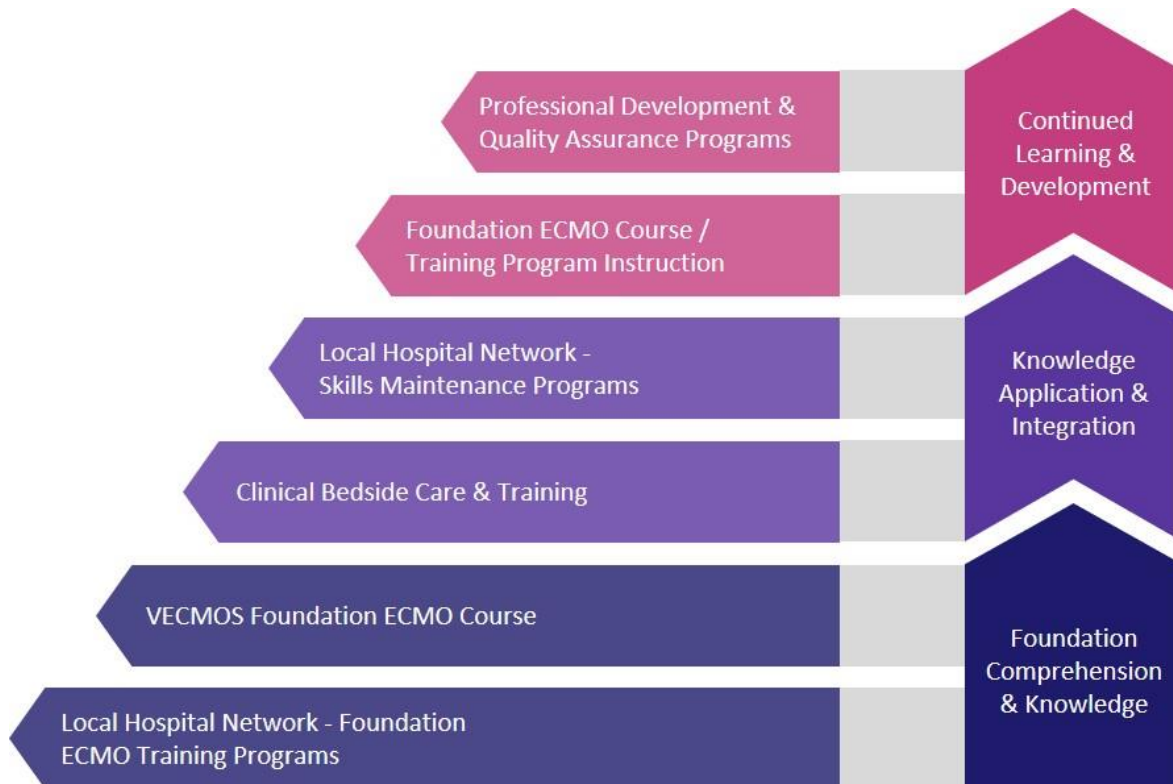 Professional Development &
Quality Assurance Programs
Continued
Learning &
Development
Foundation ECMO Course /
Training Program Instruction
Local Hospital Network -
Skills Maintenance Programs
Knowledge
Application &
Integration
Clinical Bedside Care & Training
VECMOS Foundation ECMO Course
Foundation
Comprehension
& Knowledge
Local Hospital Network - Foundation
ECMO Training Programs